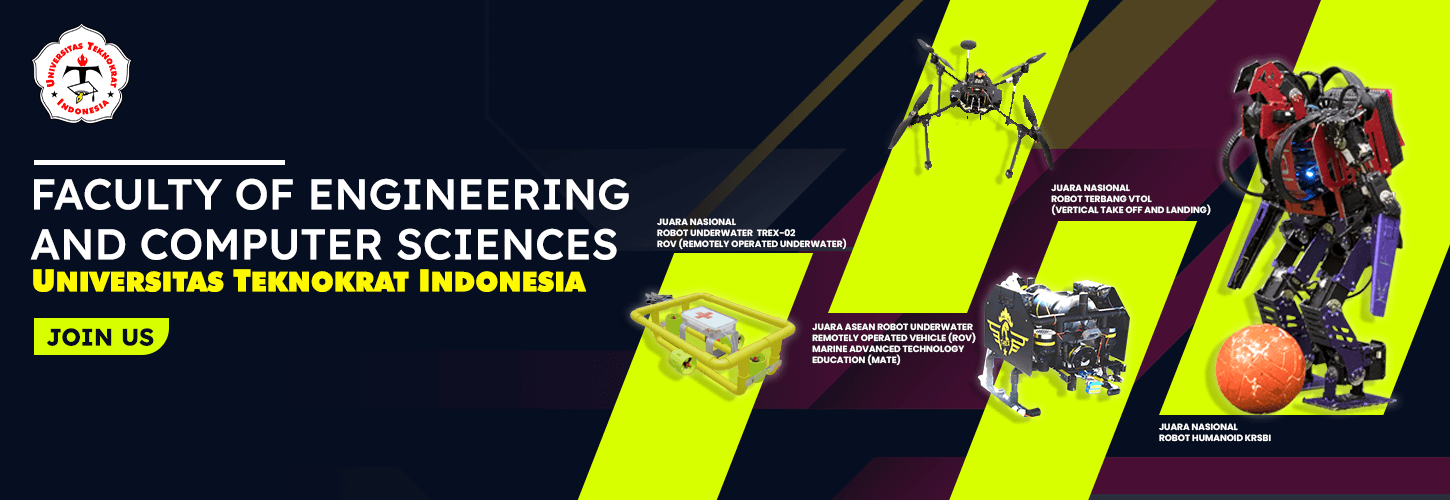 UNIVERSITAS TEKNOKRAT
INDONESIA
FACULTY OF ENGINEERING
AND COMPUTER SCIENCES
UNIVERSITAS TEKNOKRAT INDONESIA
JOIN US
JUARA NASIONAL
ROBOT UNDERWATER TREX-02
ROV (REMOTELY OPERATED UNDERWATER)
JUARA ASEAN ROBOT UNDERWATER
REMOTELY OPERATED VEHICLE (ROV)
MARINE ADVANCED TECHNOLOGY
EDUCATION (MATE)
JUARA NASIONAL
ROBOT TERBANG VTOL
(VERTICAL TAKE OFF AND LANDING)
JUARA NASIONAL
ROBOT HUMANOID KRSBI